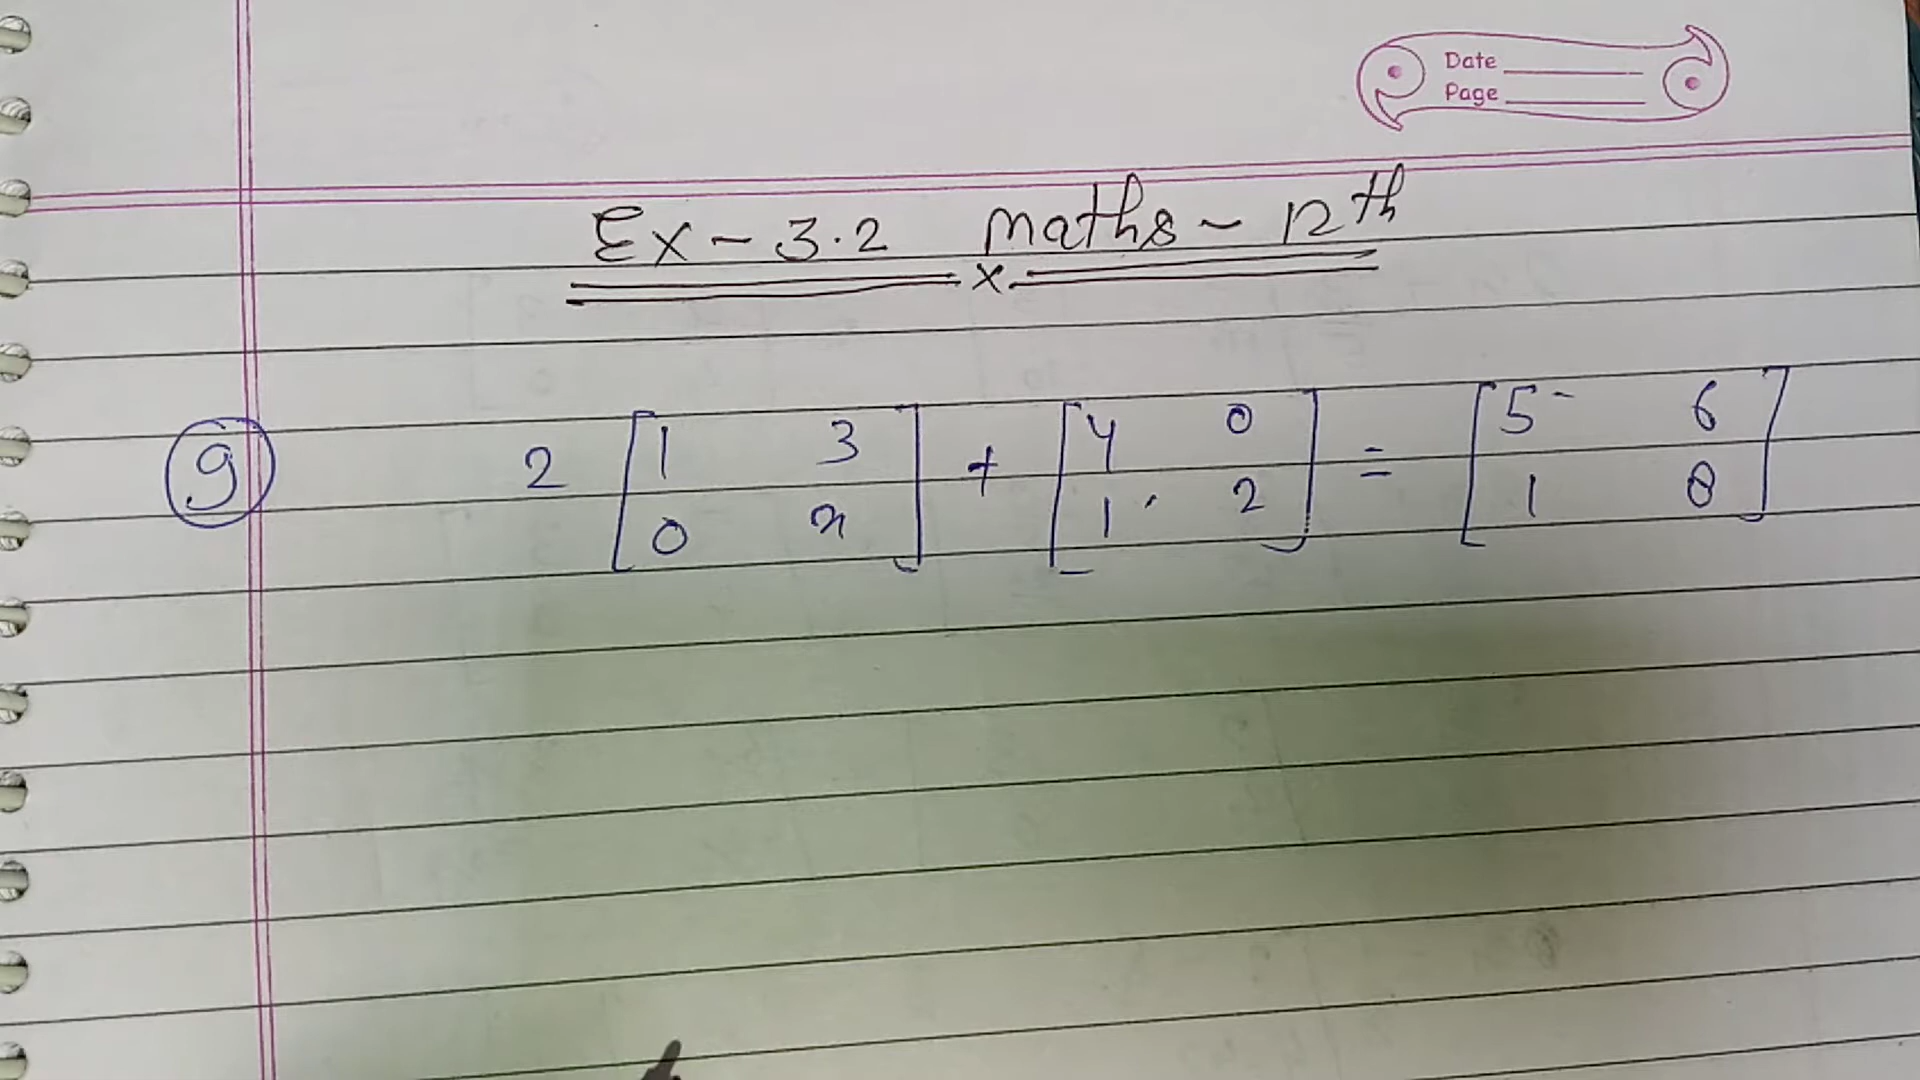 Date
Page
Ex - 3.2 maths - 12th
x
9 2 [1 3 + [y 0 = [5 6
0 x] 1 2] 1 8]